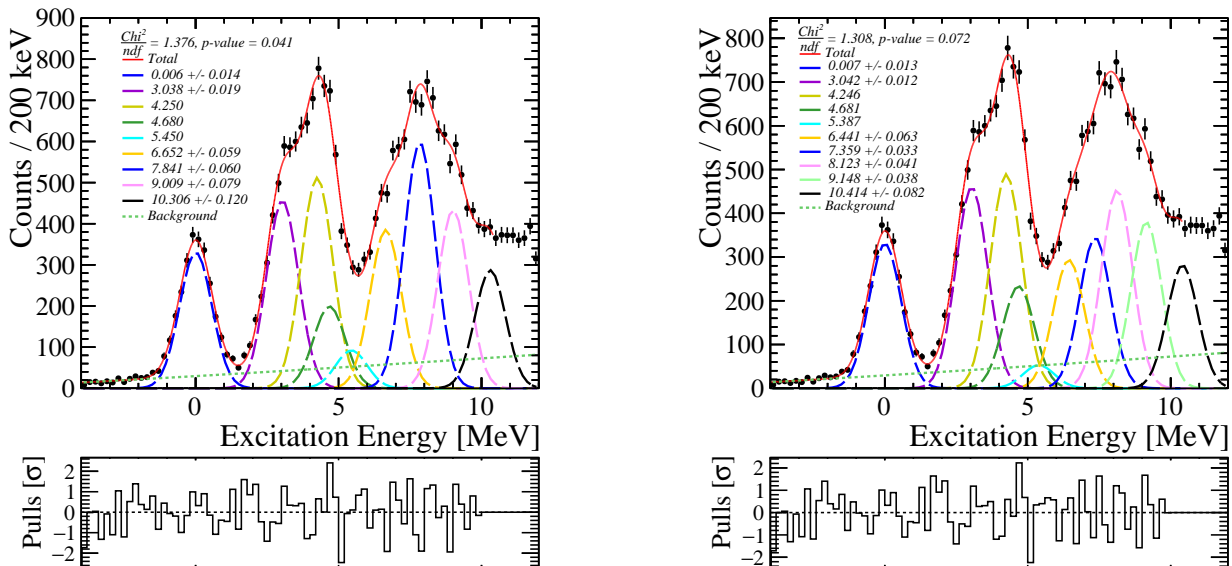 900
800
700
600
500
400
300
200
100
0
Counts / 200 keV
Chi²
ndf = 1.376, p-value = 0.041
Total
0.006 +/- 0.014
3.038 +/- 0.019
4.250
4.680
5.450
6.652 +/- 0.059
7.841 +/- 0.060
9.009 +/- 0.079
10.306 +/- 0.120
Background
0 5 10
Excitation Energy [MeV]
Pulls [σ]
2
1
0
−1
−2
800
700
600
500
400
300
200
100
0
Counts / 200 keV
Chi²
ndf = 1.308, p-value = 0.072
Total
0.007 +/- 0.013
3.042 +/- 0.012
4.246
4.681
5.387
6.441 +/- 0.063
7.359 +/- 0.033
8.123 +/- 0.041
9.148 +/- 0.038
10.414 +/- 0.082
Background
0 5 10
Excitation Energy [MeV]
Pulls [σ]
2
1
0
−1
−2